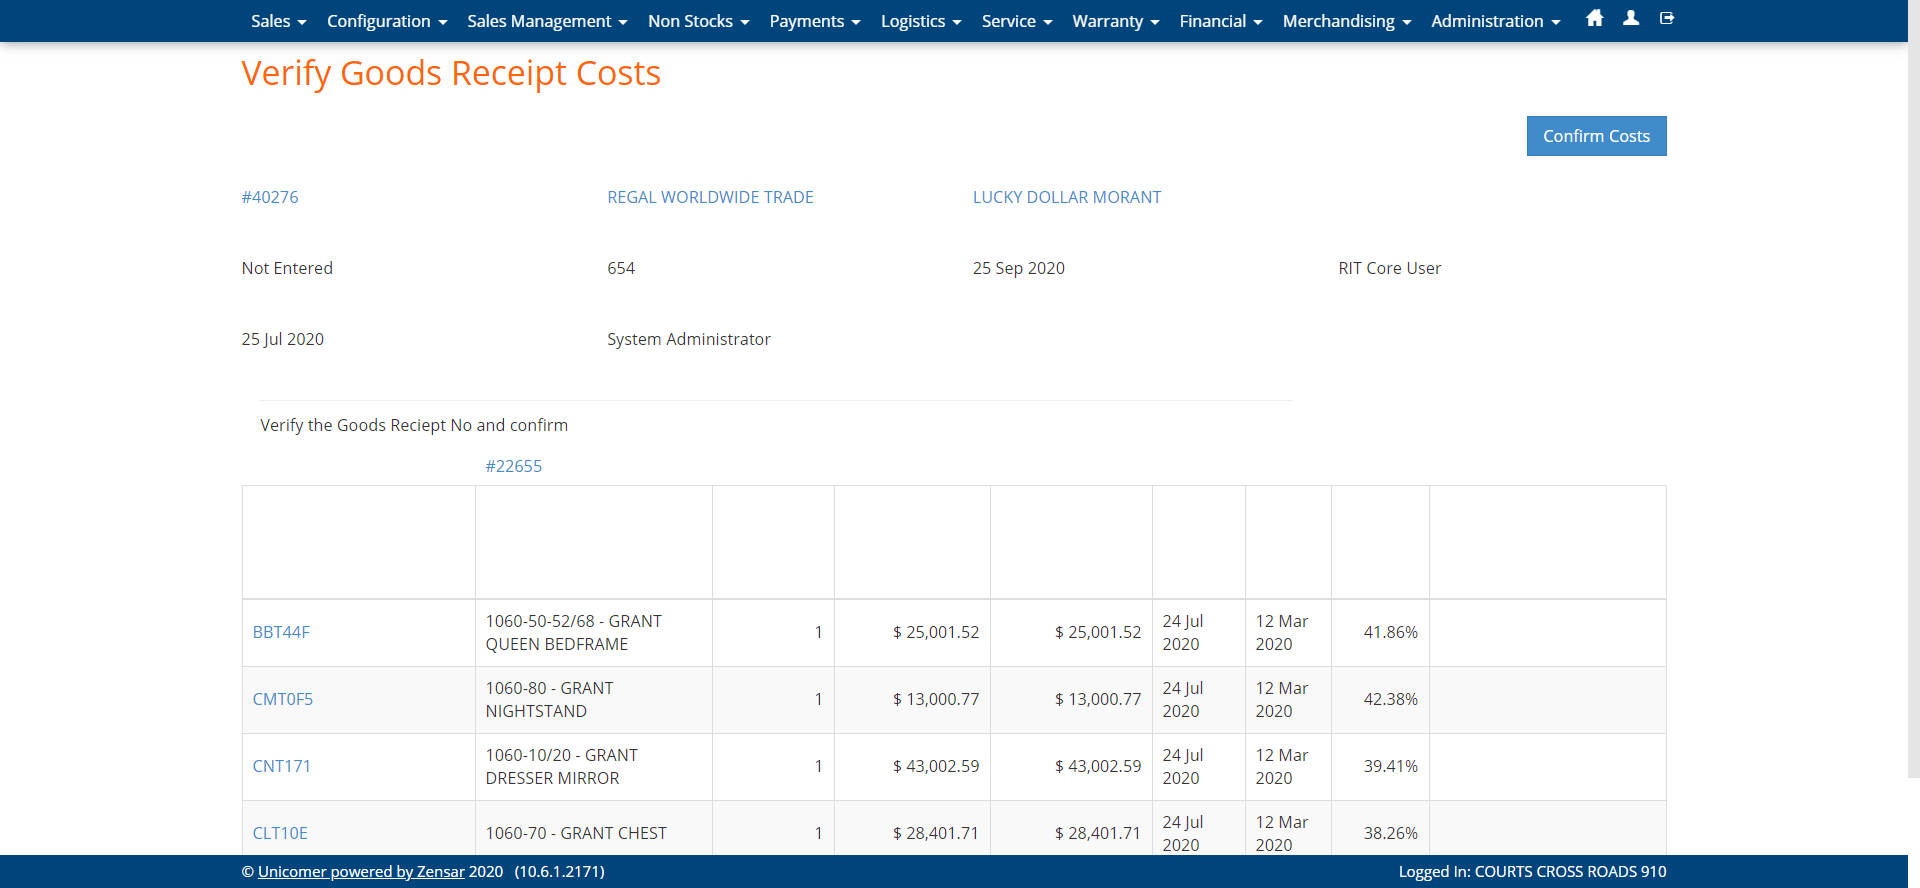 Sales Configuration Sales Management Non Stocks Payments Logistics Service Warranty Financial Merchandising Administration
Verify Goods Receipt Costs
Confirm Costs
#40276 REGAL WORLDWIDE TRADE LUCKY DOLLAR MORANT
Not Entered 654 25 Sep 2020 RIT Core User
25 Jul 2020 System Administrator
Verify the Goods Reciept No and confirm
#22655
BBT44F 1060-50-52/68 - GRANT QUEEN BEDFRAME 1 $ 25,001.52 $ 25,001.52 24 Jul 2020 12 Mar 2020 41.86%
CMT0F5 1060-80 - GRANT NIGHTSTAND 1 $ 13,000.77 $ 13,000.77 24 Jul 2020 12 Mar 2020 42.38%
CNT171 1060-10/20 - GRANT DRESSER MIRROR 1 $ 43,002.59 $ 43,002.59 24 Jul 2020 12 Mar 2020 39.41%
CLT10E 1060-70 - GRANT CHEST 1 $ 28,401.71 $ 28,401.71 24 Jul 2020 12 Mar 2020 38.26%
© Unicomer powered by Zensar 2020 (10.6.1.2171) Logged In: COURTS CROSS ROADS 910